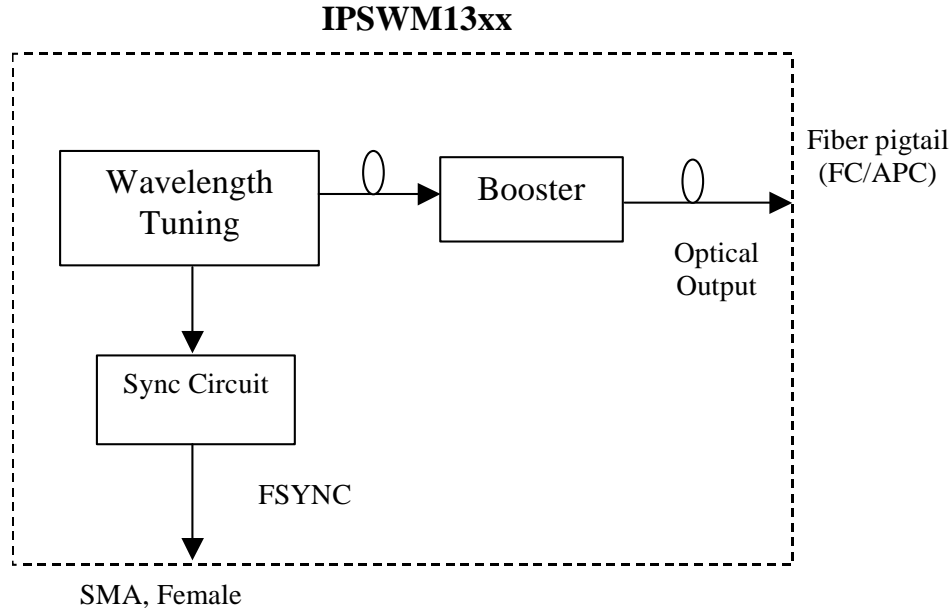 IPSWM13xx
Fiber pigtail
(FC/APC)
Wavelength
Tuning
Booster
Optical
Output
Sync Circuit
FSYNC
SMA, Female